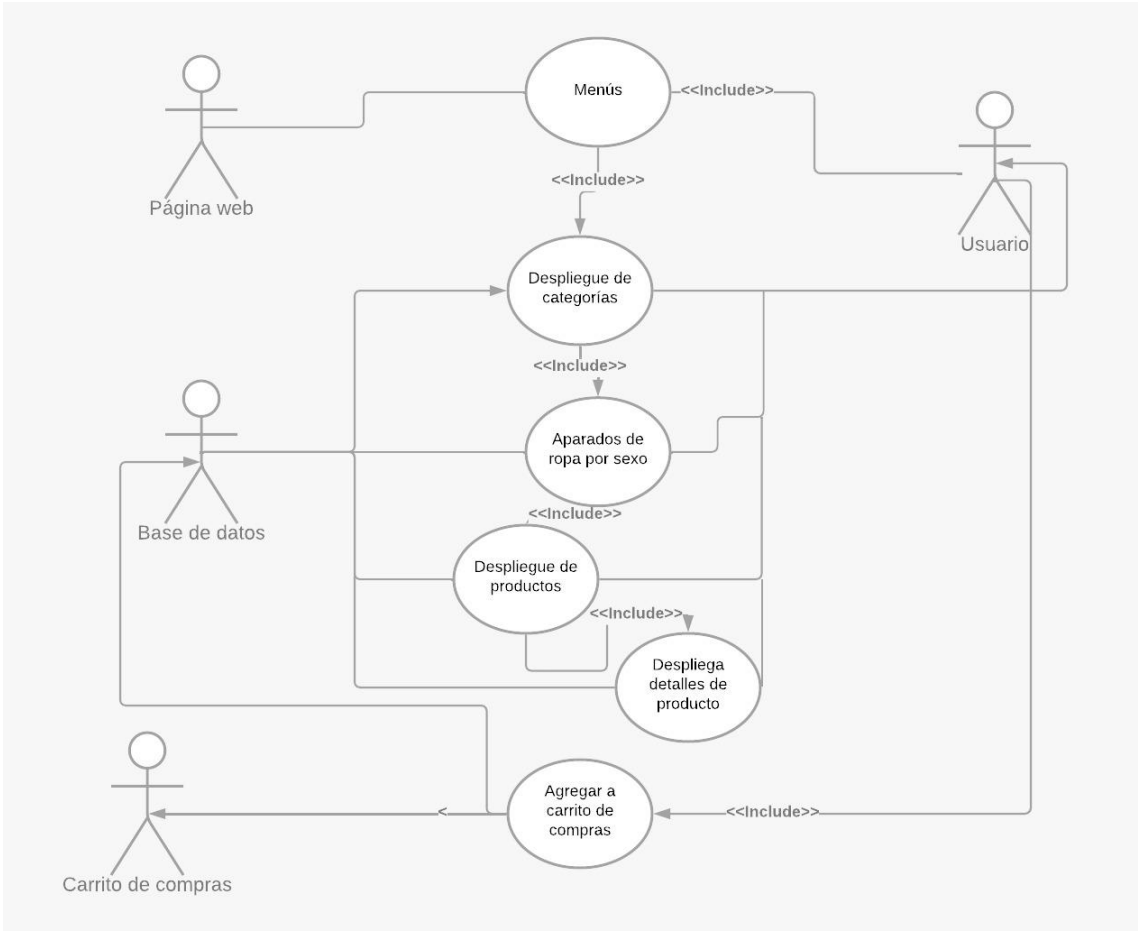 Menús
<<Include>>
Página web
<<Include>>
Usuario
Despliegue de
categorías
<<Include>>
Aparados de
ropa por sexo
Base de datos
<<Include>>
Despliegue de
productos
<<Include>>
Despliega
detalles de
producto
Agregar a
carrito de
compras
<
<<Include>>
Carrito de compras